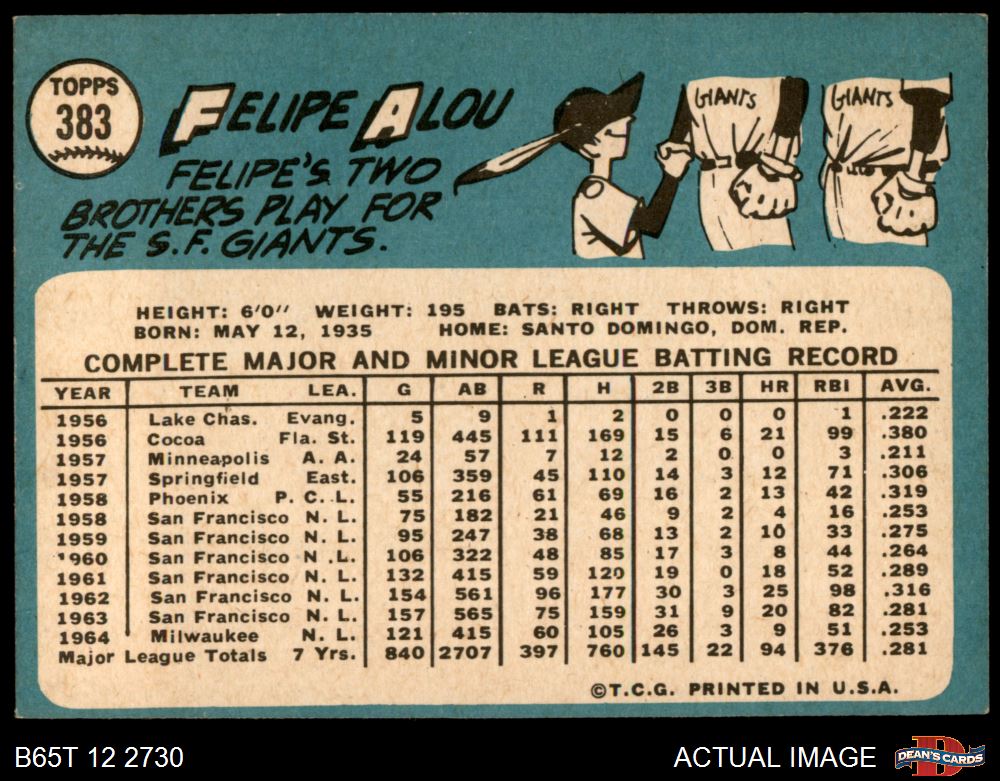 TOPPS
383
FELIPE ALOU
FELIPE'S TWO
BROTHERS PLAY FOR
THE S.F. GIANTS.
GIANTS
GIANTS
HEIGHT: 6'0" WEIGHT: 195 BATS: RIGHT THROWS: RIGHT
BORN: MAY 12, 1935 HOME: SANTO DOMINGO, DOM. REP.
COMPLETE MAJOR AND MINOR LEAGUE BATTING RECORD
YEAR TEAM LEA. G AB R H 2B 3B HR RBI AVG.
1956 Lake Chas. Evang. 5 9 1 2 0 0 0 1 .222
1956 Cocoa Fla. St. 119 445 111 169 15 6 21 99 .380
1957 Minneapolis A. A. 24 57 7 12 2 0 0 3 .211
1957 Springfield East. 106 359 45 110 14 3 12 71 .306
1958 Phoenix P. C. L. 55 216 61 69 16 2 13 42 .319
1958 San Francisco N. L. 75 182 21 46 9 2 4 16 .253
1959 San Francisco N. L. 95 247 38 68 13 2 10 33 .275
1960 San Francisco N .L. 106 322 48 85 17 3 8 44 .264
1961 San Francisco N. L. 132 415 59 120 19 0 18 52 .289
1962 San Francisco N. L. 154 561 96 177 30 3 25 98 .316
1963 San Francisco N. L. 157 565 75 159 31 9 20 82 .281
1964 Milwaukee N. L. 121 415 60 105 26 3 9 51 .253
Major League Totals 7 Yrs. 840 2707 397 760 145 22 94 376 .281
©T.C.G. PRINTED IN U.S.A.
B65T 12 2730 ACTUAL IMAGE DEAN'S CARDS